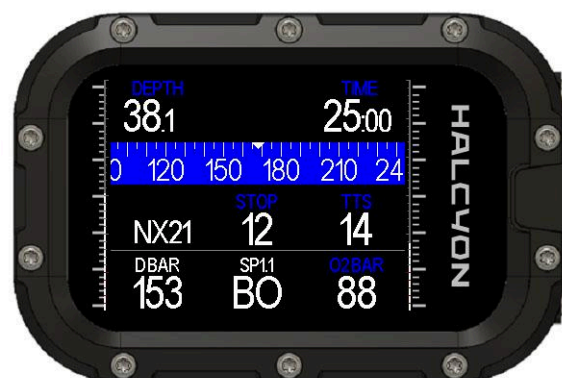 DEPTH TIME
38.1 25:00
0 120 150 180 210 24
STOP TTS
NX21 12 14
DBAR SP1.1 O2BAR
153 BO 88
HALCYON